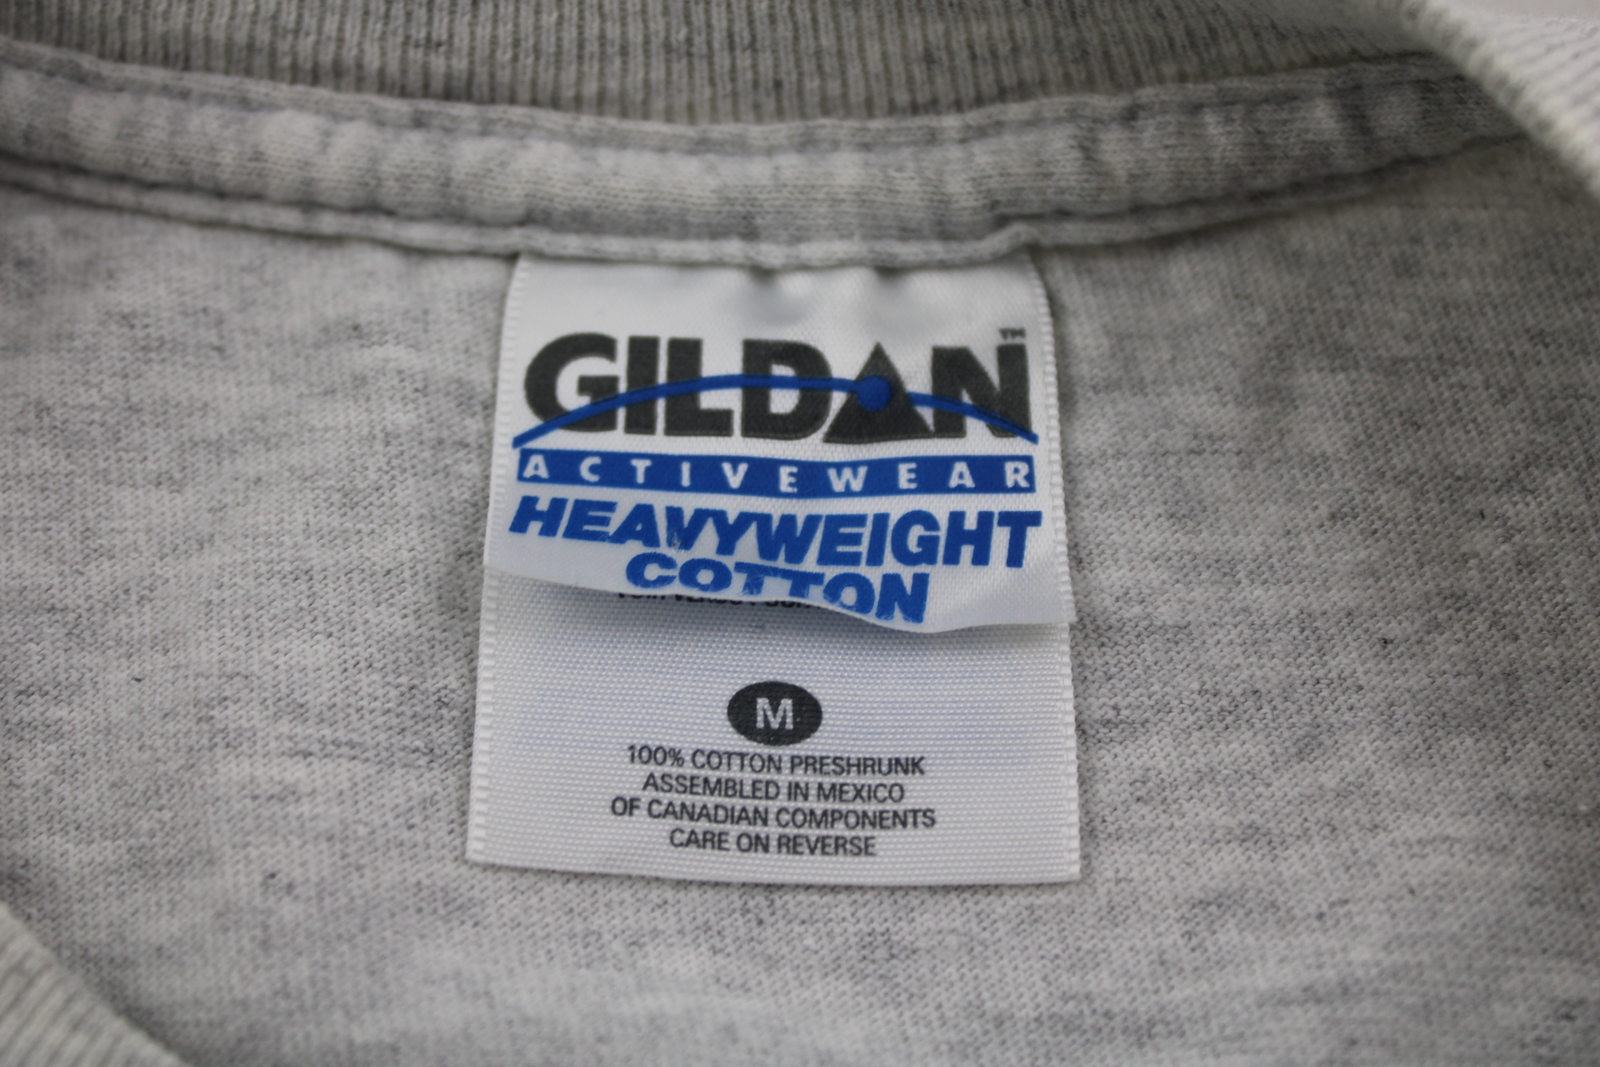 GILDAN™
ACTIVEWEAR
HEAVYWEIGHT
COTTON
M
100% COTTON PRESHRUNK
ASSEMBLED IN MEXICO
OF CANADIAN COMPONENTS
CARE ON REVERSE